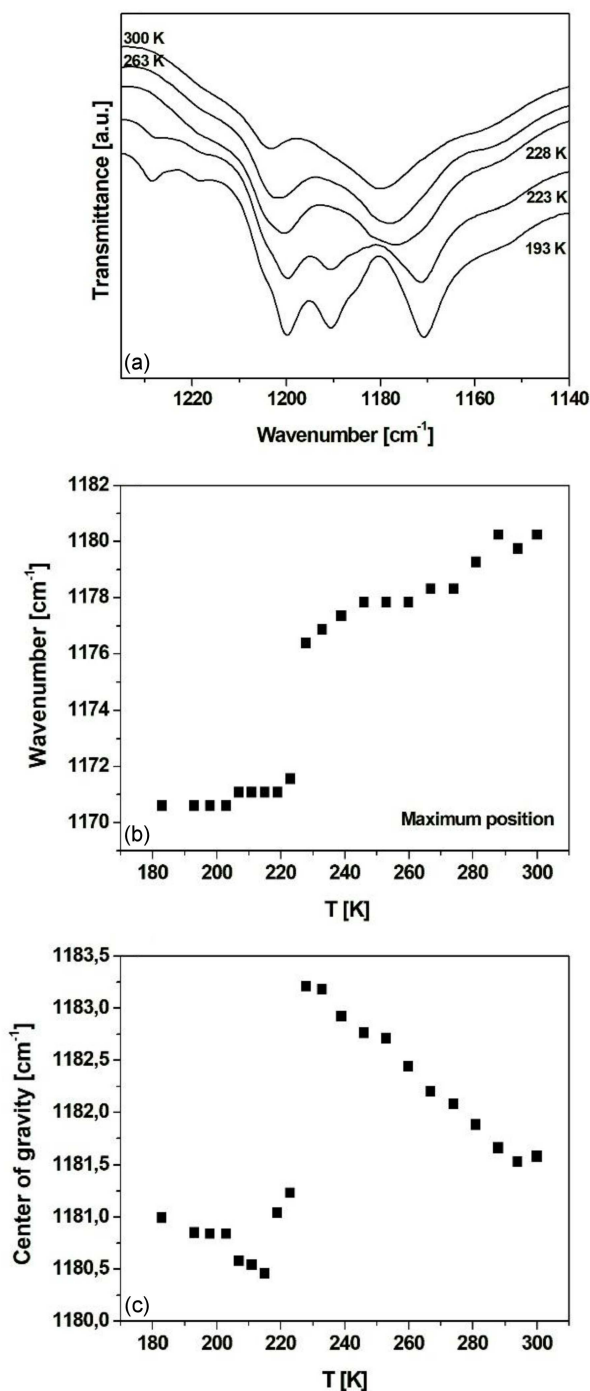 300 K
263 K
228 K
223 K
193 K
Transmittance [a.u.]
(a)
1220 1200 1180 1160 1140
Wavenumber [cm⁻¹]
1182
1180
1178
1176
1174
1172
1170
Wavenumber [cm⁻¹]
(b)
Maximum position
180 200 220 240 260 280 300
T [K]
1183,5
1183,0
1182,5
1182,0
1181,5
1181,0
1180,5
1180,0
Center of gravity [cm⁻¹]
(c)
180 200 220 240 260 280 300
T [K]